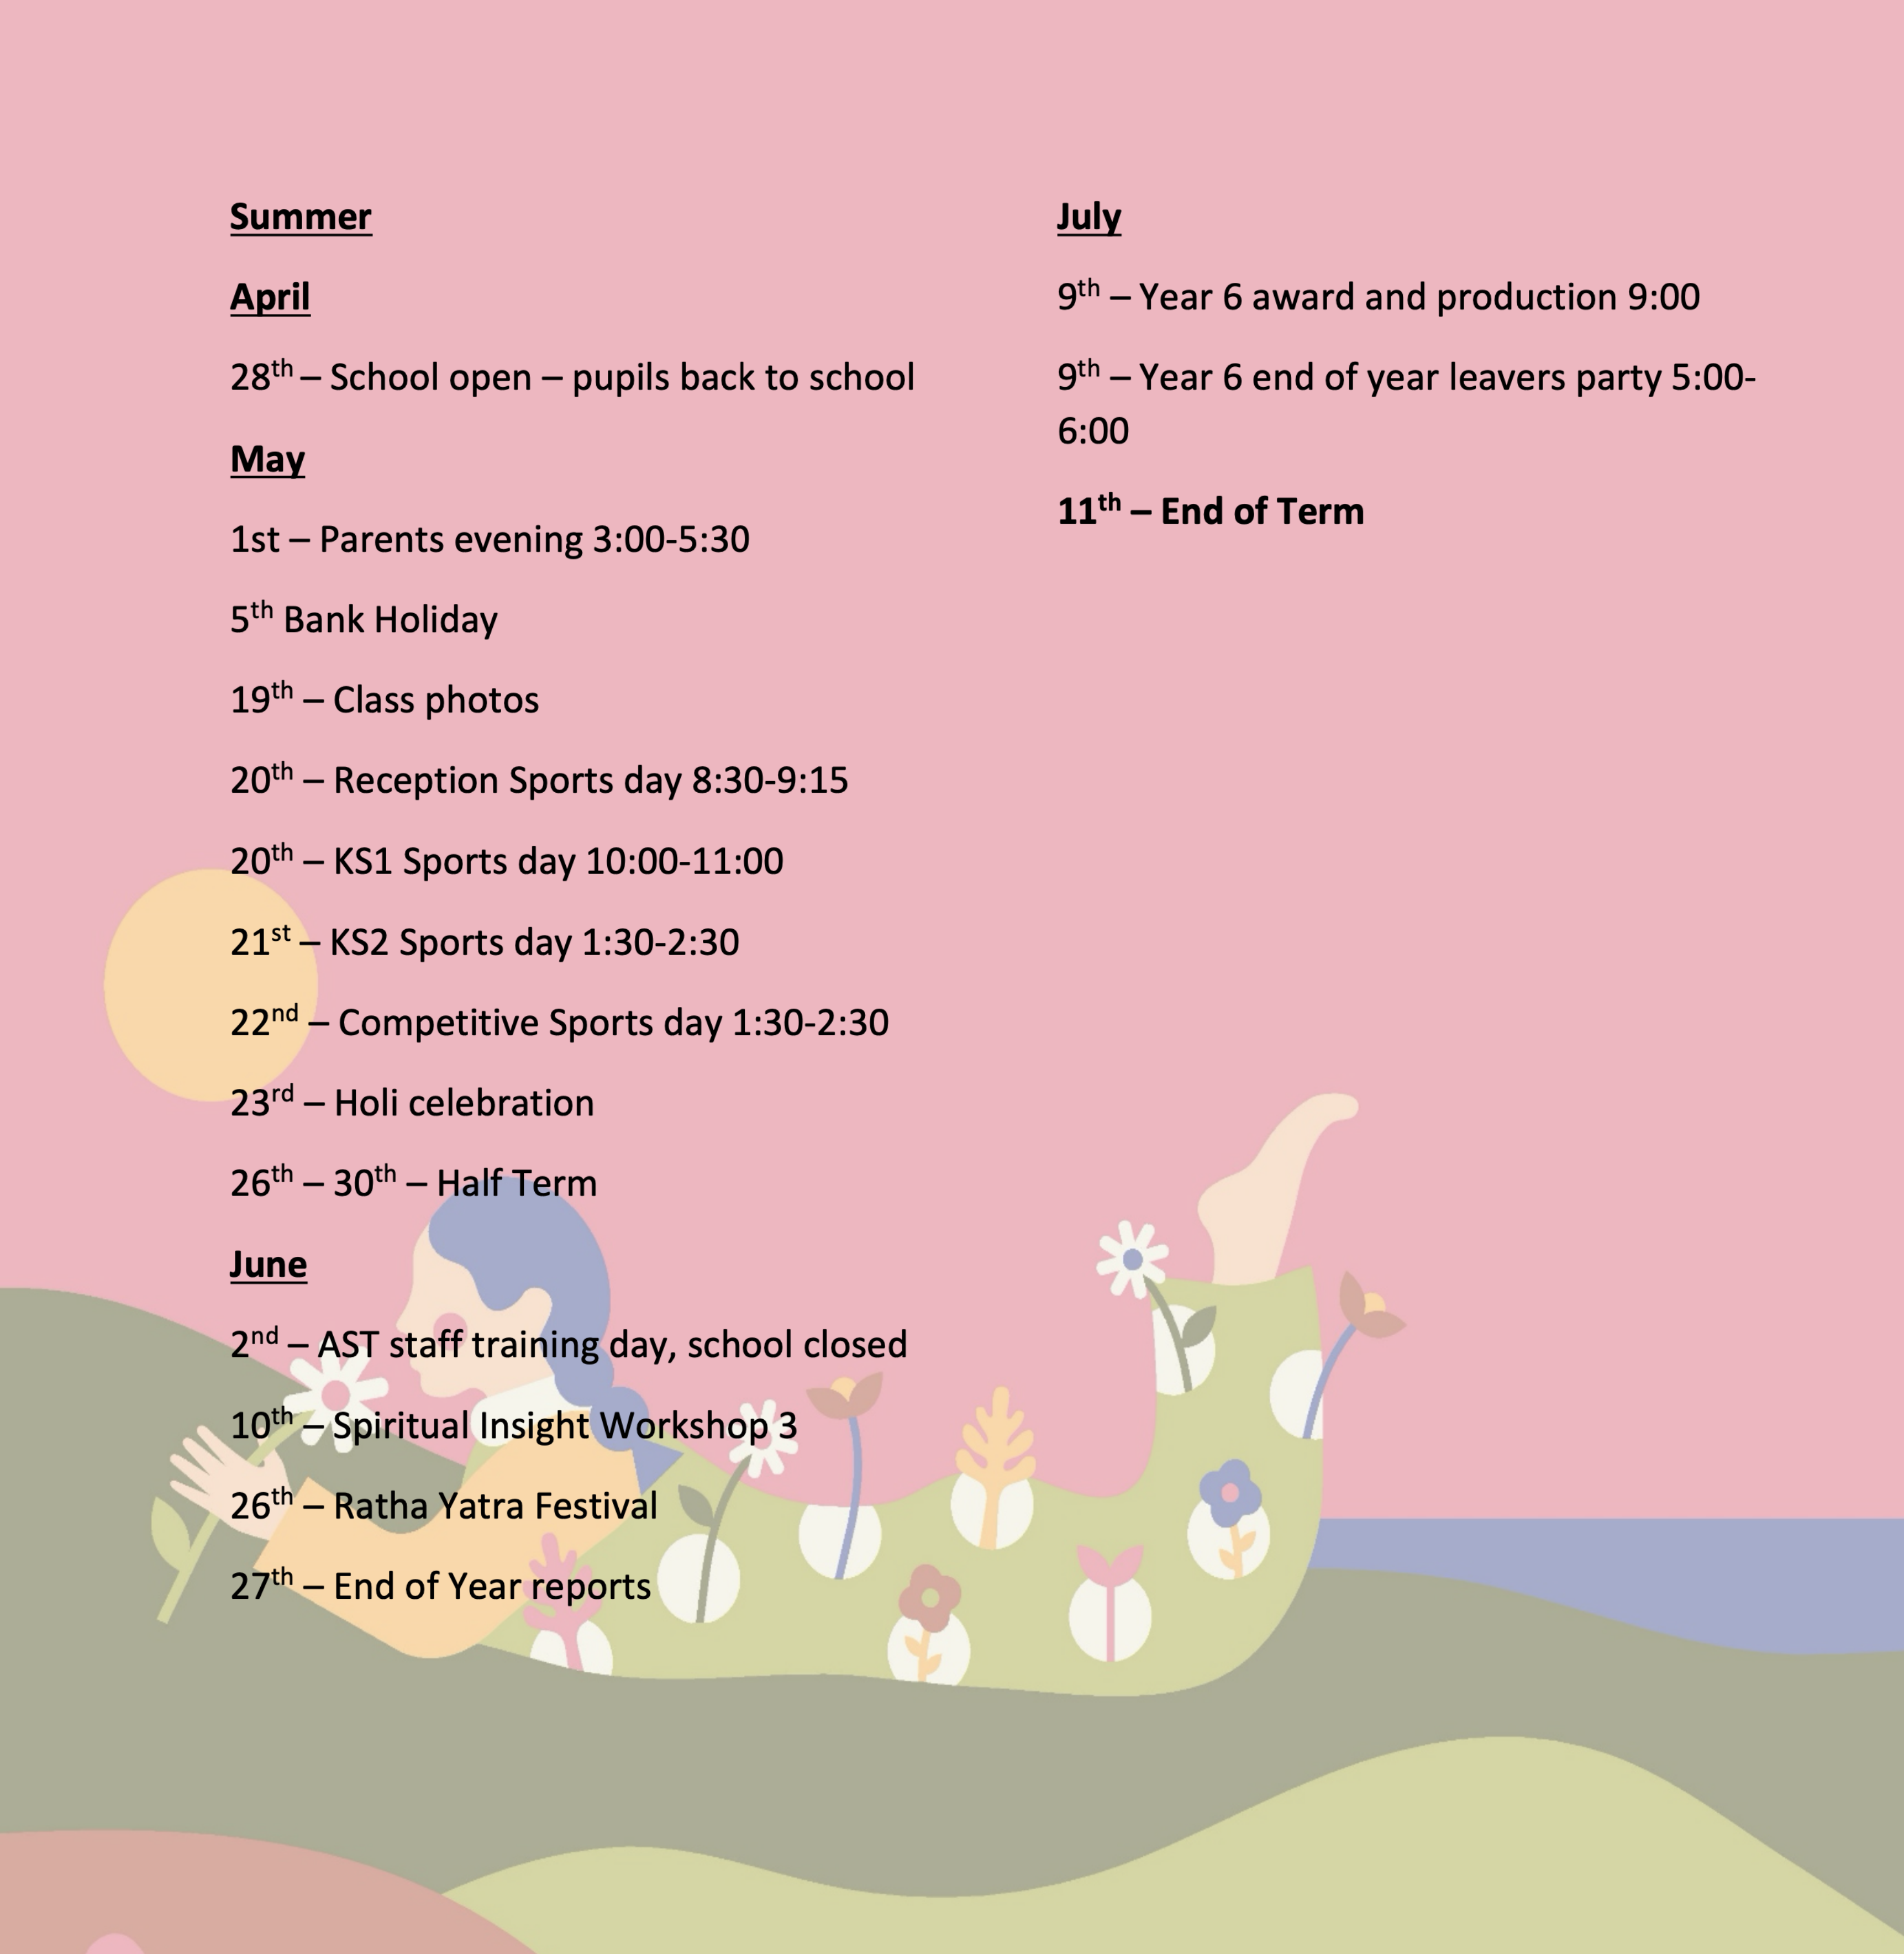 Summer
April
28th – School open – pupils back to school
May
1st – Parents evening 3:00-5:30
5th Bank Holiday
19th – Class photos
20th – Reception Sports day 8:30-9:15
20th – KS1 Sports day 10:00-11:00
21st – KS2 Sports day 1:30-2:30
22nd – Competitive Sports day 1:30-2:30
23rd – Holi celebration
26th – 30th – Half Term
June
2nd – AST staff training day, school closed
10th – Spiritual Insight Workshop 3
26th – Ratha Yatra Festival
27th – End of Year reports
July
9th – Year 6 award and production 9:00
9th – Year 6 end of year leavers party 5:00-
6:00
11th – End of Term